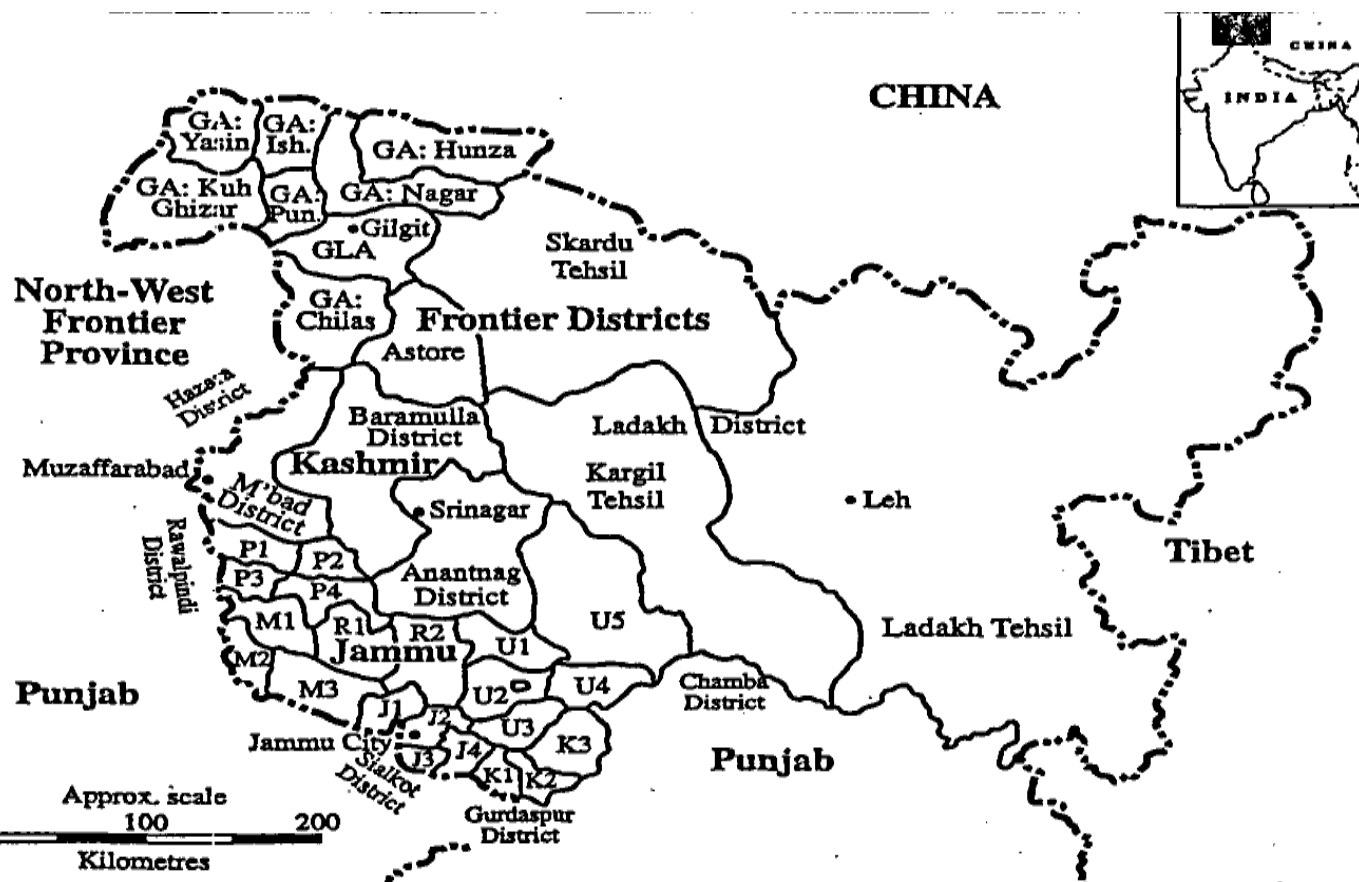 CHINA
INDIA
CHINA
GA:
Yasin
GA:
Ish.
GA: Hunza
GA: Kuh
Ghizar
GA:
Pun.
GA: Nagar
Gilgit
GLA
Skardu
Tehsil
North-West
Frontier
Province
GA:
Chilas
Frontier Districts
Astore
Hazara
District
Baramulla
District
Ladakh District
Kashmir
Kargil
Tehsil
Muzaffarabad
M'bad
District
Srinagar
Leh
Rawalpindi
District
P1
P2
P3
P4
Anantnag
District
Tibet
M1
R1
R2
U1
U5
Ladakh Tehsil
Jammu
M2
M3
U2
U4
Chamba
District
Punjab
J1
J2
U3
K3
Jammu City
J3
J4
Punjab
Sialkot
District
K1
K2
Gurdaspur
District
Approx. scale
100 200
Kilometres